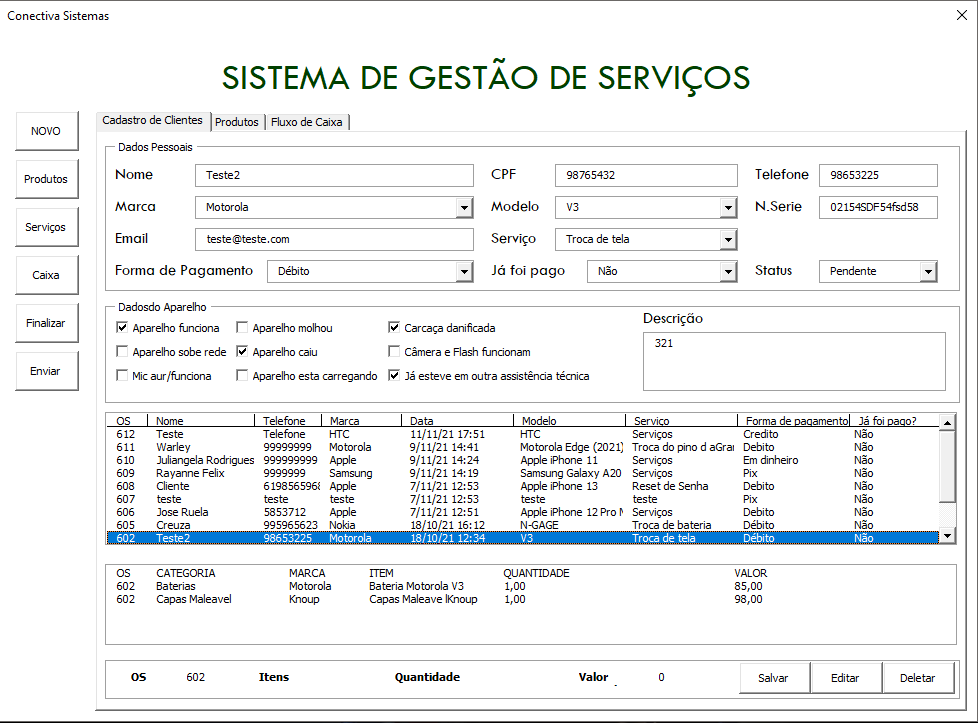 Conectiva Sistemas
SISTEMA DE GESTÃO DE SERVIÇOS
NOVO
Produtos
Serviços
Caixa
Finalizar
Enviar
Cadastro de Clientes Produtos Fluxo de Caixa
Dados Pessoais
Nome Teste2 CPF 98765432 Telefone 98653225
Marca Motorola Modelo V3 N.Serie 02154SDF54fsd58
Email teste@teste.com Serviço Troca de tela
Forma de Pagamento Débito Já foi pago Não Status Pendente
Dadosdo Aparelho
Aparelho funciona Aparelho molhou Carcaça danificada
Aparelho sobe rede Aparelho caiu Câmera e Flash funcionam
Mic aur/funciona Aparelho esta carregando Já esteve em outra assistência técnica
Descrição
321
OS Nome Telefone Marca Data Modelo Serviço Forma de pagamento Já foi pago?
612 Teste Telefone HTC 11/11/21 17:51 HTC Serviços Credito Não
611 Warley 99999999 Motorola 9/11/21 14:41 Motorola Edge (2021) Troca do pino d aGrar Debito Não
610 Juliangela Rodrigues 999999999 Apple 9/11/21 14:24 Apple iPhone 11 Serviços Em dinheiro Não
609 Rayanne Felix 9999999 Samsung 9/11/21 14:19 Samsung Galaxy A20 Serviços Pix Não
608 Cliente 6198565968 Apple 7/11/21 12:53 Apple iPhone 13 Reset de Senha Debito Não
607 teste teste teste 7/11/21 12:53 teste teste Pix Não
606 Jose Ruela 5853712 Apple 7/11/21 12:51 Apple iPhone 12 Pro Serviços Débito Não
605 Creuza 995965623 Nokia 18/10/21 16:12 N-GAGE Troca de bateria Débito Não
602 Teste2 98653225 Motorola 18/10/21 12:34 V3 Troca de tela Débito Não
OS CATEGORIA MARCA ITEM QUANTIDADE VALOR
602 Baterias Motorola Bateria Motorola V3 1,00 85,00
602 Capas Maleavel Knoup Capas Maleave lKnoup 1,00 98,00
OS 602 Itens Quantidade Valor 0 Salvar Editar Deletar